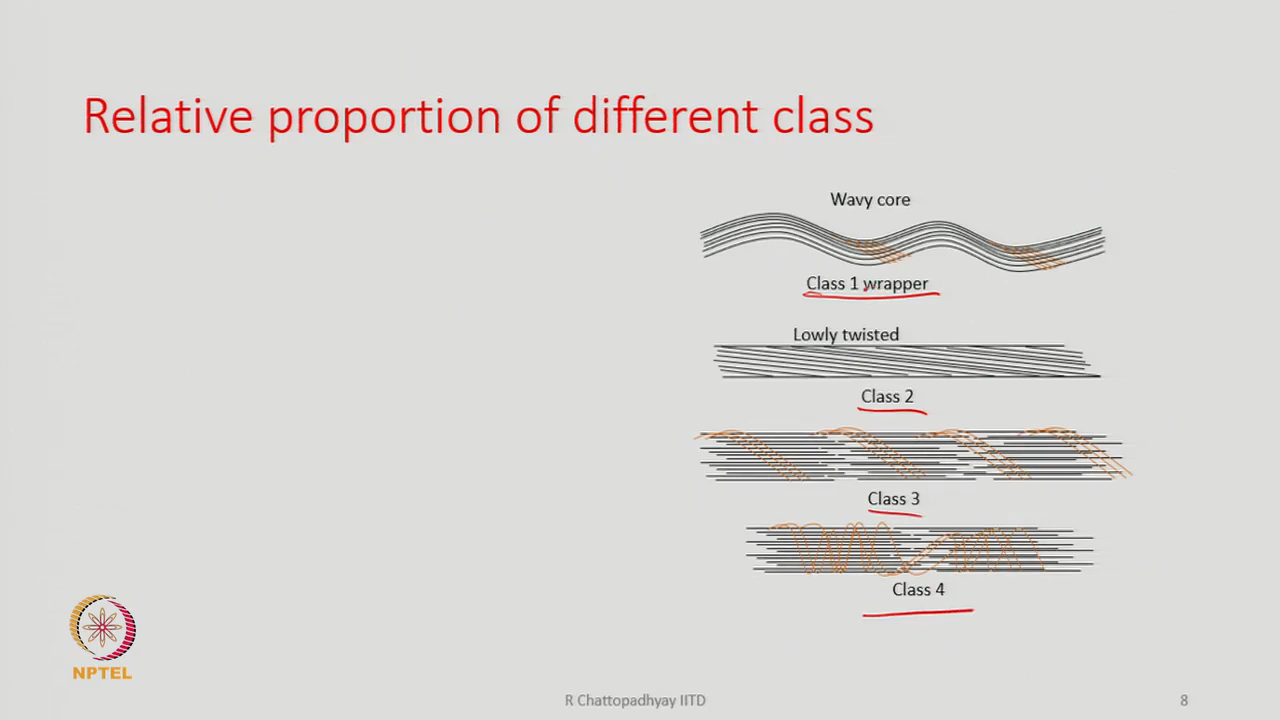 Relative proportion of different class
Wavy core
Class 1 wrapper
Lowly twisted
Class 2
Class 3
Class 4
NPTEL
R Chattopadhyay IITD
8